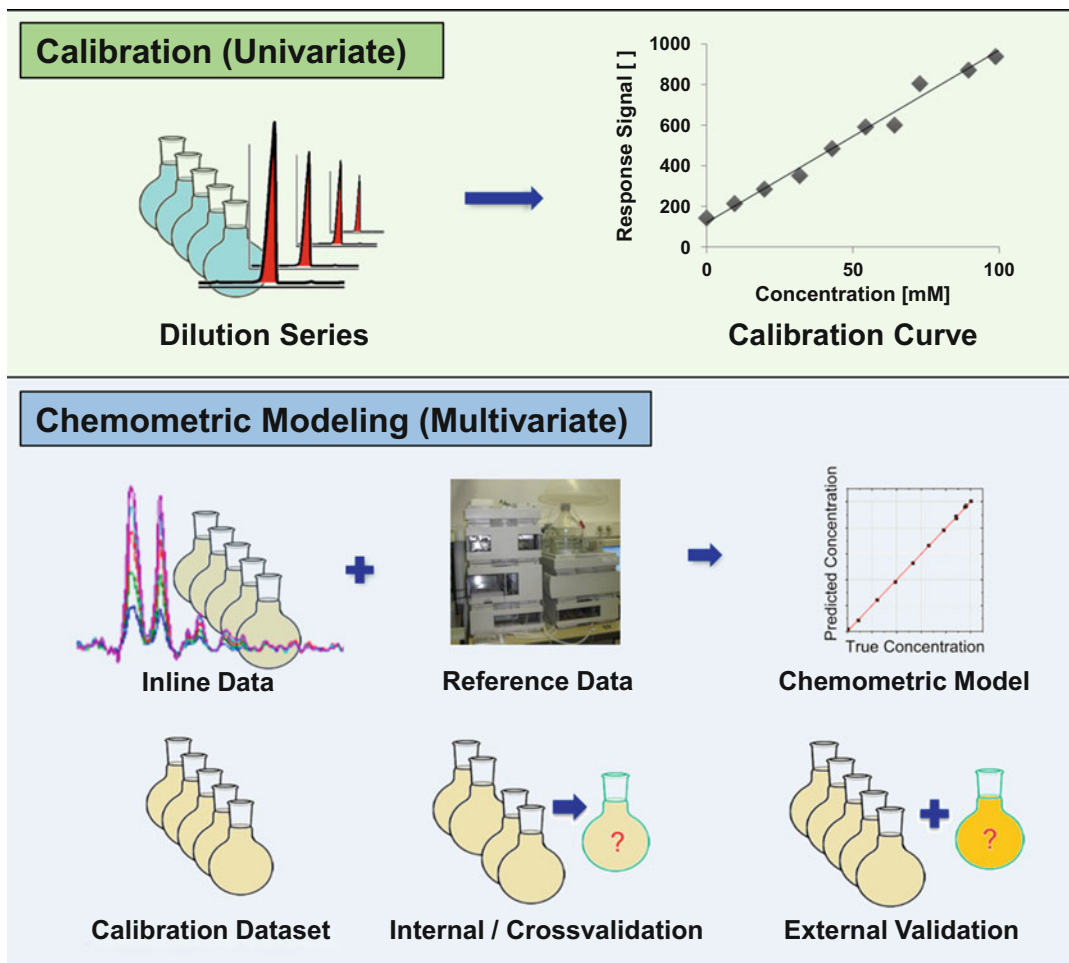 Calibration (Univariate)
Response Signal [ ]
1000
800
600
400
200
0
0
50
100
Concentration [mM]
Dilution Series
Calibration Curve
Chemometric Modeling (Multivariate)
Predicted Concentration
True Concentration
Inline Data
Reference Data
Chemometric Model
?
?
Calibration Dataset
Internal / Crossvalidation
External Validation